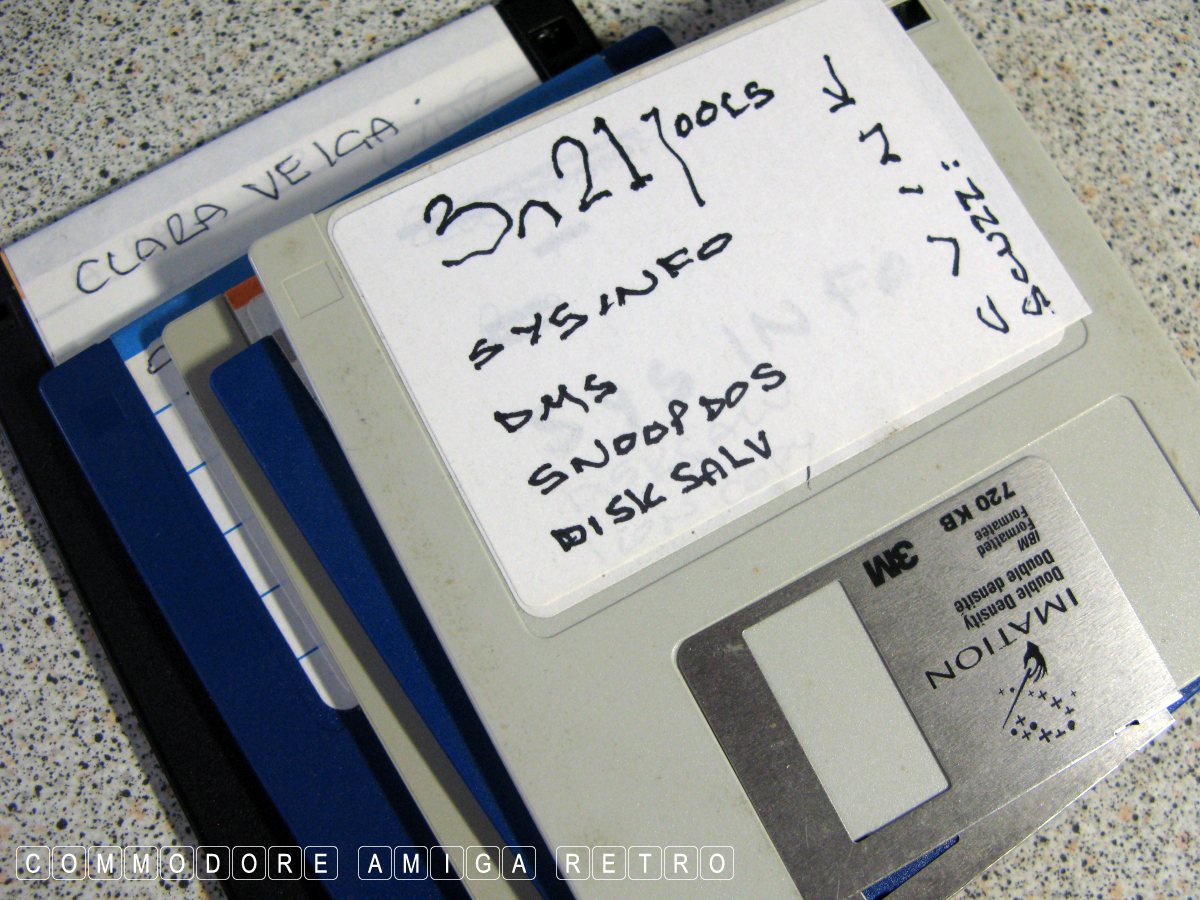 CLARA VEIGA
TOOLS
SYSINFO
DMS
SNOOPDOS
DISK SALV
720 KB
Formatee
Formatted
IBM
Double densité
Double Density
3M
IMATION
COMMODORE AMIGA RETRO